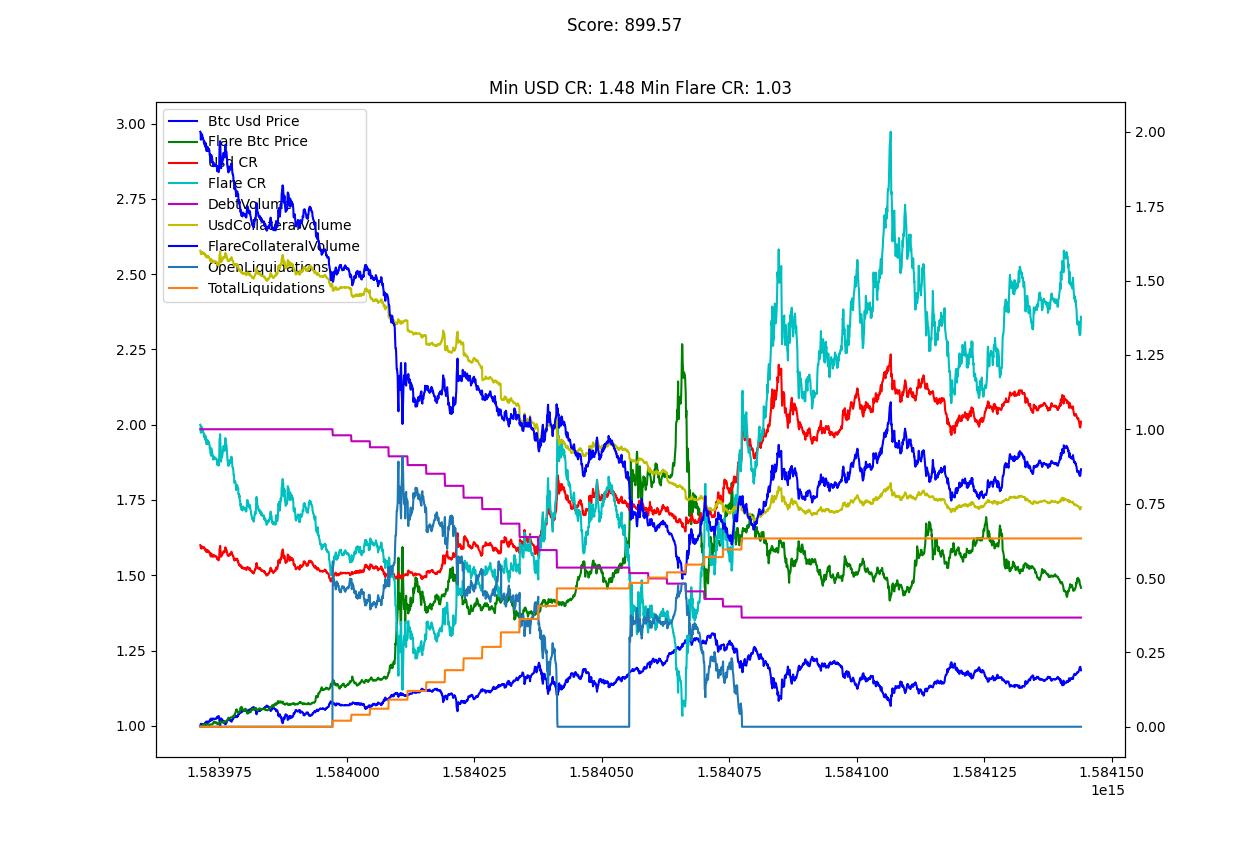 Score: 899.57
Min USD CR: 1.48 Min Flare CR: 1.03
Btc Usd Price
Flare Btc Price
Usd CR
Flare CR
DebtVolume
UsdCollateralVolume
FlareCollateralVolume
OpenLiquidations
TotalLiquidations
3.00
2.75
2.50
2.25
2.00
1.75
1.50
1.25
1.00
2.00
1.75
1.50
1.25
1.00
0.75
0.50
0.25
0.00
1.583975 1.584000 1.584025 1.584050 1.584075 1.584100 1.584125 1.584150
1e15